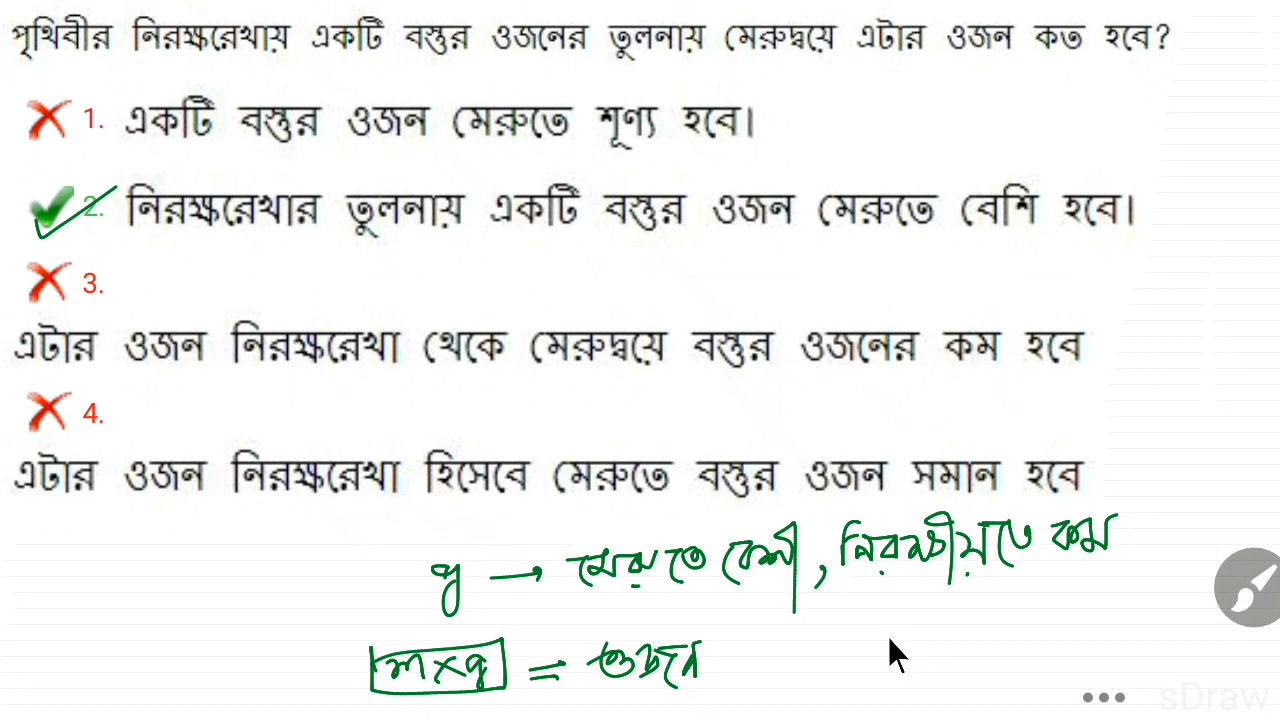 পৃথিবীর নিরক্ষরেখায় একটি বস্তুর ওজনের তুলনায় মেরুদ্বয়ে এটার ওজন কত হবে?
1. একটি বস্তুর ওজন মেরুতে শূণ্য হবে।
2. নিরক্ষরেখার তুলনায় একটি বস্তুর ওজন মেরুতে বেশি হবে।
3.
এটার ওজন নিরক্ষরেখা থেকে মেরুদ্বয়ে বস্তুর ওজনের কম হবে
4.
এটার ওজন নিরক্ষরেখা হিসেবে মেরুতে বস্তুর ওজন সমান হবে
g → মেরুতে বেশী, নিরক্ষীয়তে কম
m×g = ওজন
sDraw